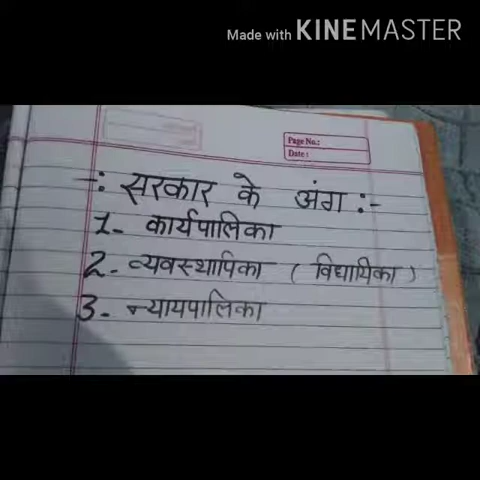 Made with KINEMASTER
Page No.:
Date:
-: सरकार के अंग :-
1- कार्यपालिका
2- व्यवस्थापिका ( विधायिका )
3- न्यायपालिका